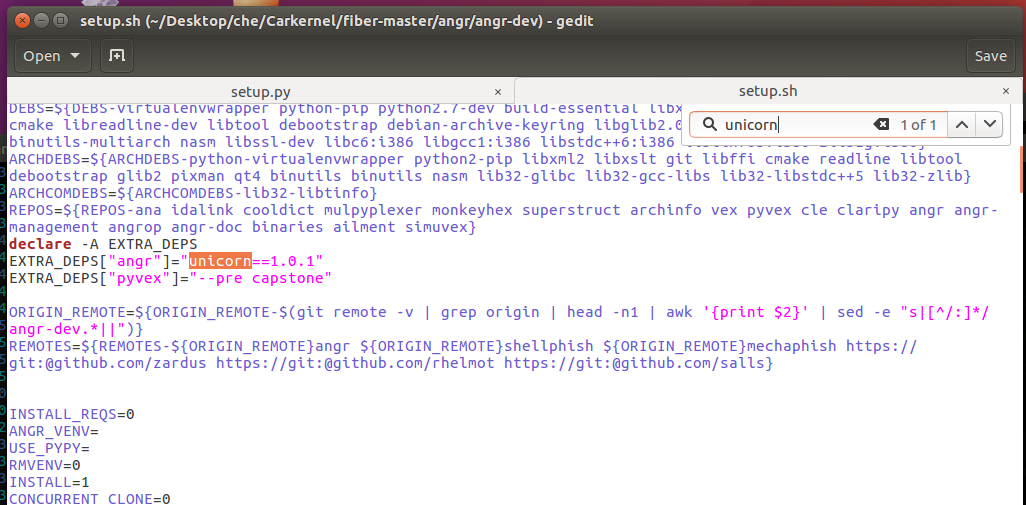 setup.sh (~/Desktop/che/Carkernel/fiber-master/angr/angr-dev) - gedit
Open
Save
setup.py ×
setup.sh ×
unicorn 1 of 1
DEBS=${DEBS-virtualenvwrapper python-pip python2.7-dev build-essential libx
cmake libreadline-dev libtool debootstrap debian-archive-keyring libglib2.0
binutils-multiarch nasm libssl-dev libc6:i386 libgcc1:i386 libstdc++6:i386
ARCHDEBS=${ARCHDEBS-python-virtualenvwrapper python2-pip libxml2 libxslt git libffi cmake readline libtool
debootstrap glib2 pixman qt4 binutils binutils nasm lib32-glibc lib32-gcc-libs lib32-libstdc++5 lib32-zlib}
ARCHCOMDEBS=${ARCHCOMDEBS-lib32-libtinfo}
REPOS=${REPOS-ana idalink cooldict mulpyplexer monkeyhex superstruct archinfo vex pyvex cle claripy angr angr-
management angrop angr-doc binaries ailment simuvex}
declare -A EXTRA_DEPS
EXTRA_DEPS["angr"]="unicorn==1.0.1"
EXTRA_DEPS["pyvex"]="--pre capstone"
ORIGIN_REMOTE=${ORIGIN_REMOTE-$(git remote -v | grep origin | head -n1 | awk '{print $2}' | sed -e "s|[^/:]*/
angr-dev.*||")}
REMOTES=${REMOTES-${ORIGIN_REMOTE}angr ${ORIGIN_REMOTE}shellphish ${ORIGIN_REMOTE}mechaphish https://
git:@github.com/zardus https://git:@github.com/rhelmot https://git:@github.com/salls}
INSTALL_REQS=0
ANGR_VENV=
USE_PYPY=
RMVENV=0
INSTALL=1
CONCURRENT_CLONE=0